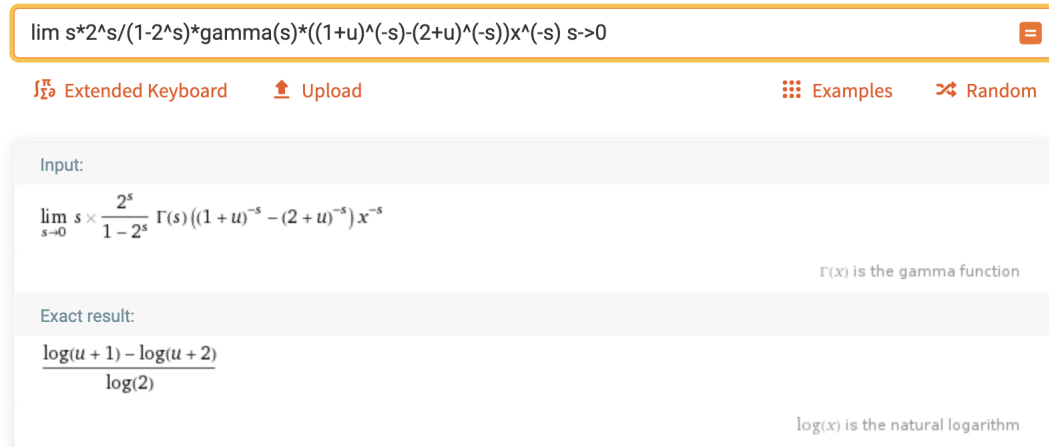 lim s*2^s/(1-2^s)*gamma(s)*((1+u)^(-s)-(2+u)^(-s))x^(-s) s->0
=
∫Σ∂π Extended Keyboard
Upload
Examples
Random
Input:
lim s→0 s × 2^s/(1 − 2^s) Γ(s) ((1 + u)^−s − (2 + u)^−s) x^−s
Γ(x) is the gamma function
Exact result:
log(u + 1) − log(u + 2)
log(2)
log(x) is the natural logarithm